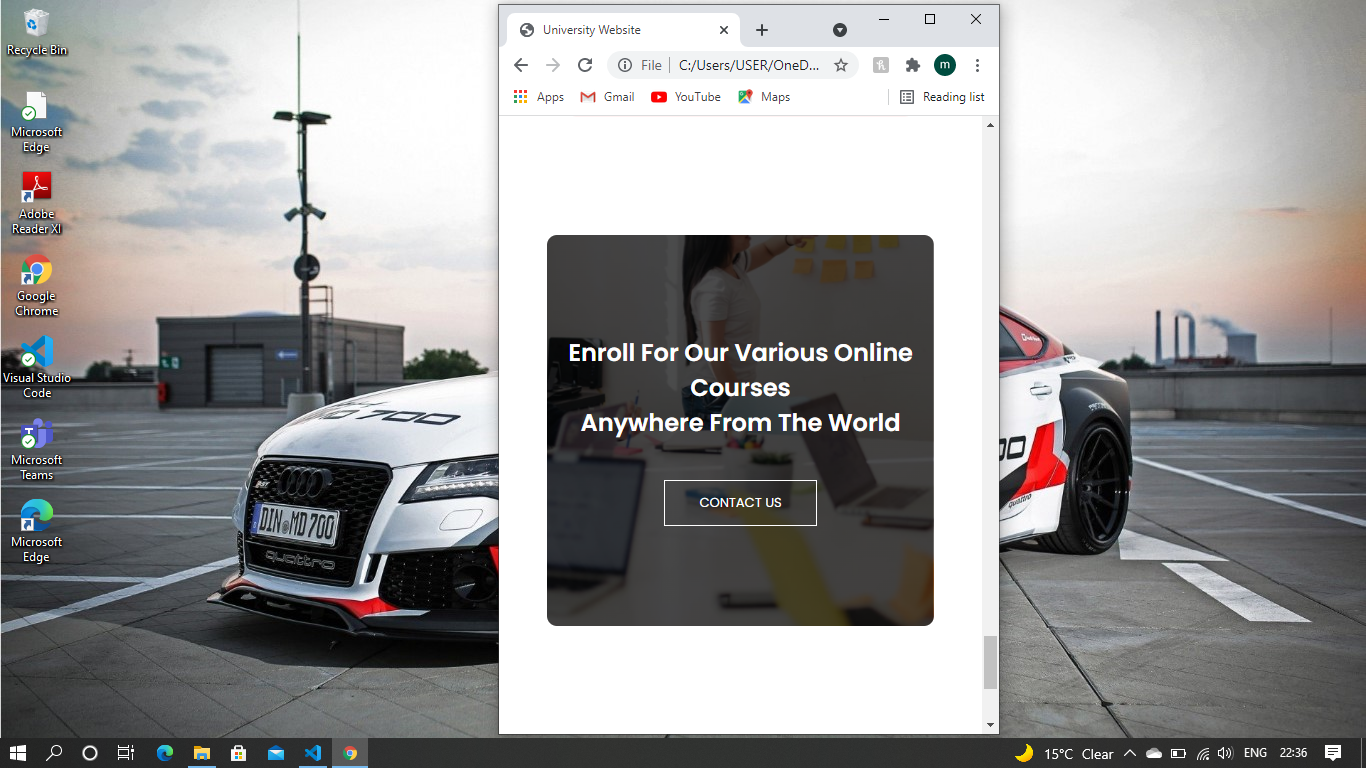 Recycle Bin
Microsoft
Edge
Adobe
Reader XI
Google
Chrome
Visual Studio
Code
Microsoft
Teams
Microsoft
Edge
University Website
File
C:/Users/USER/OneD...
m
Apps
Gmail
YouTube
Maps
Reading list
Enroll For Our Various Online
Courses
Anywhere From The World
CONTACT US
700
DIN MD 700
quattro
quattro
15°C Clear
ENG
22:36